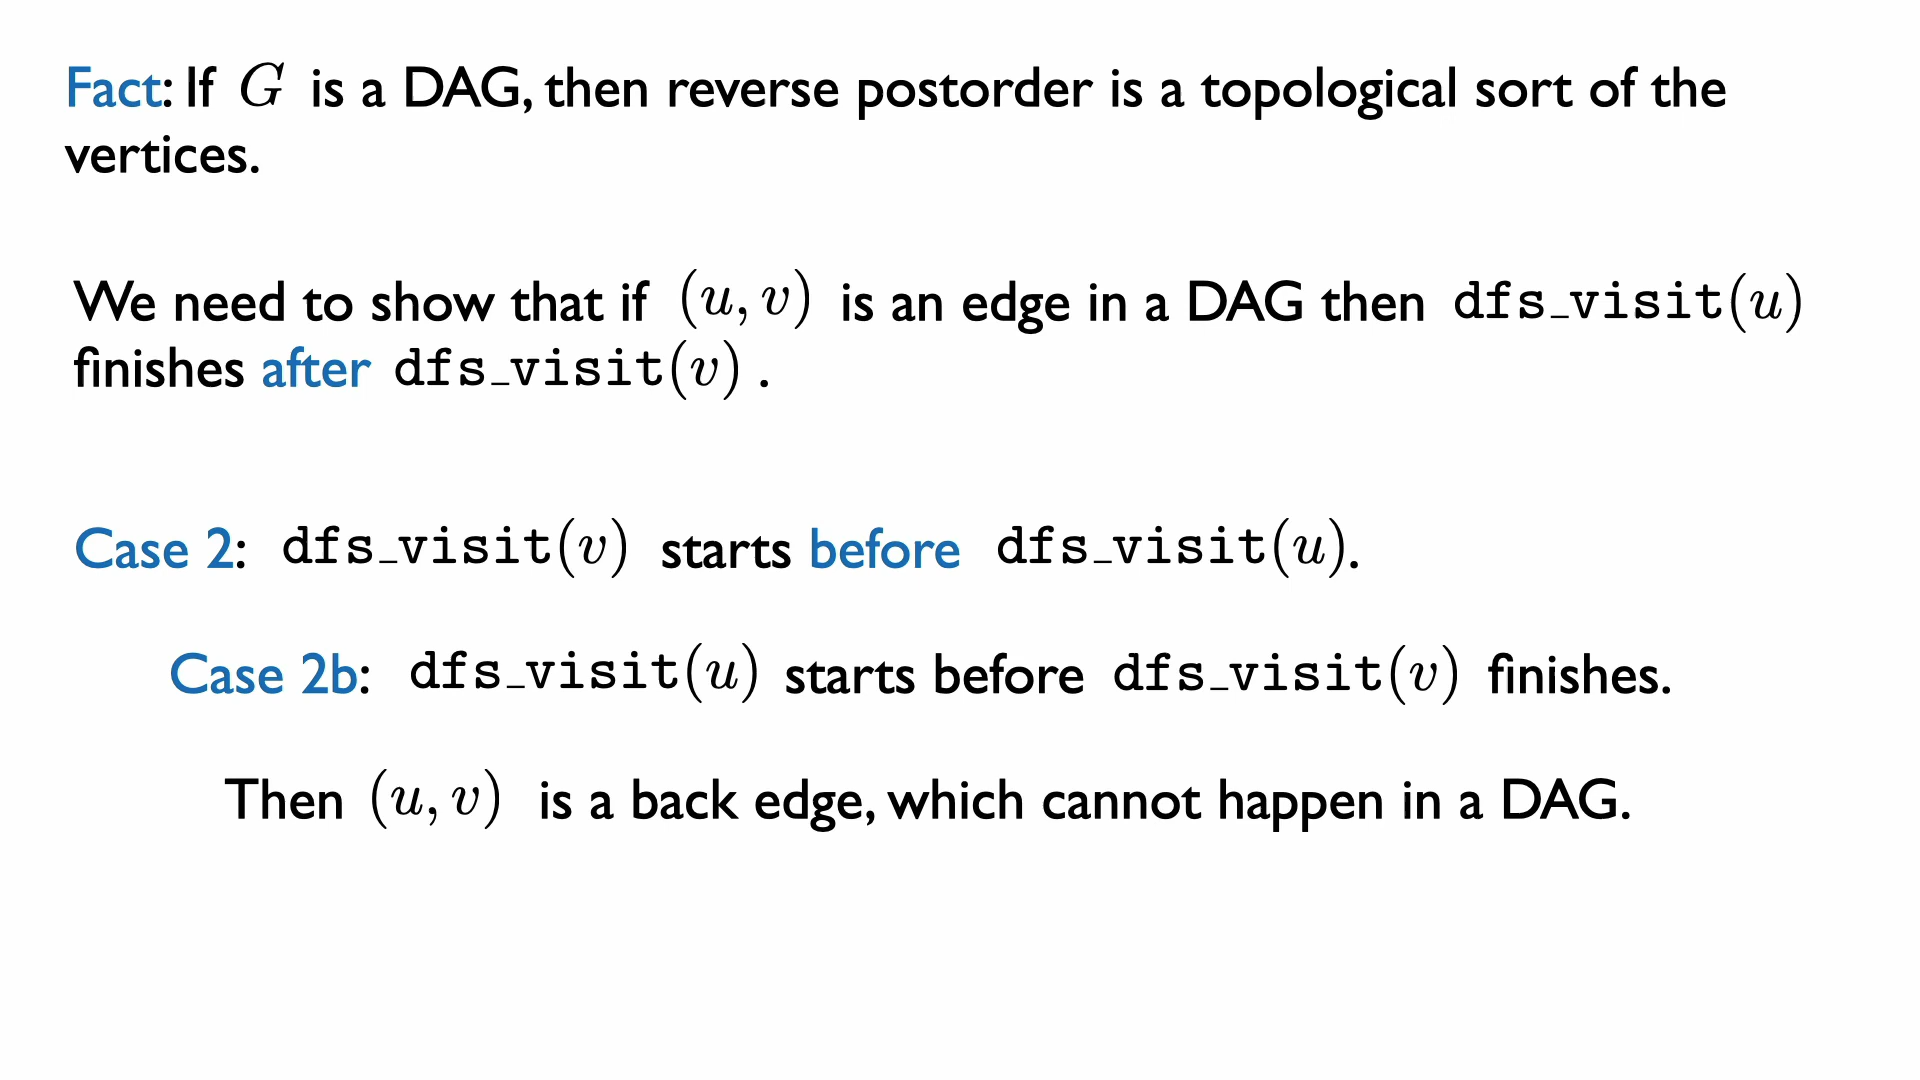 Fact: If G is a DAG, then reverse postorder is a topological sort of the
vertices.
We need to show that if (u, v) is an edge in a DAG then dfs_visit(u)
finishes after dfs_visit(v) .
Case 2: dfs_visit(v) starts before dfs_visit(u).
Case 2b: dfs_visit(u) starts before dfs_visit(v) finishes.
Then (u, v) is a back edge, which cannot happen in a DAG.